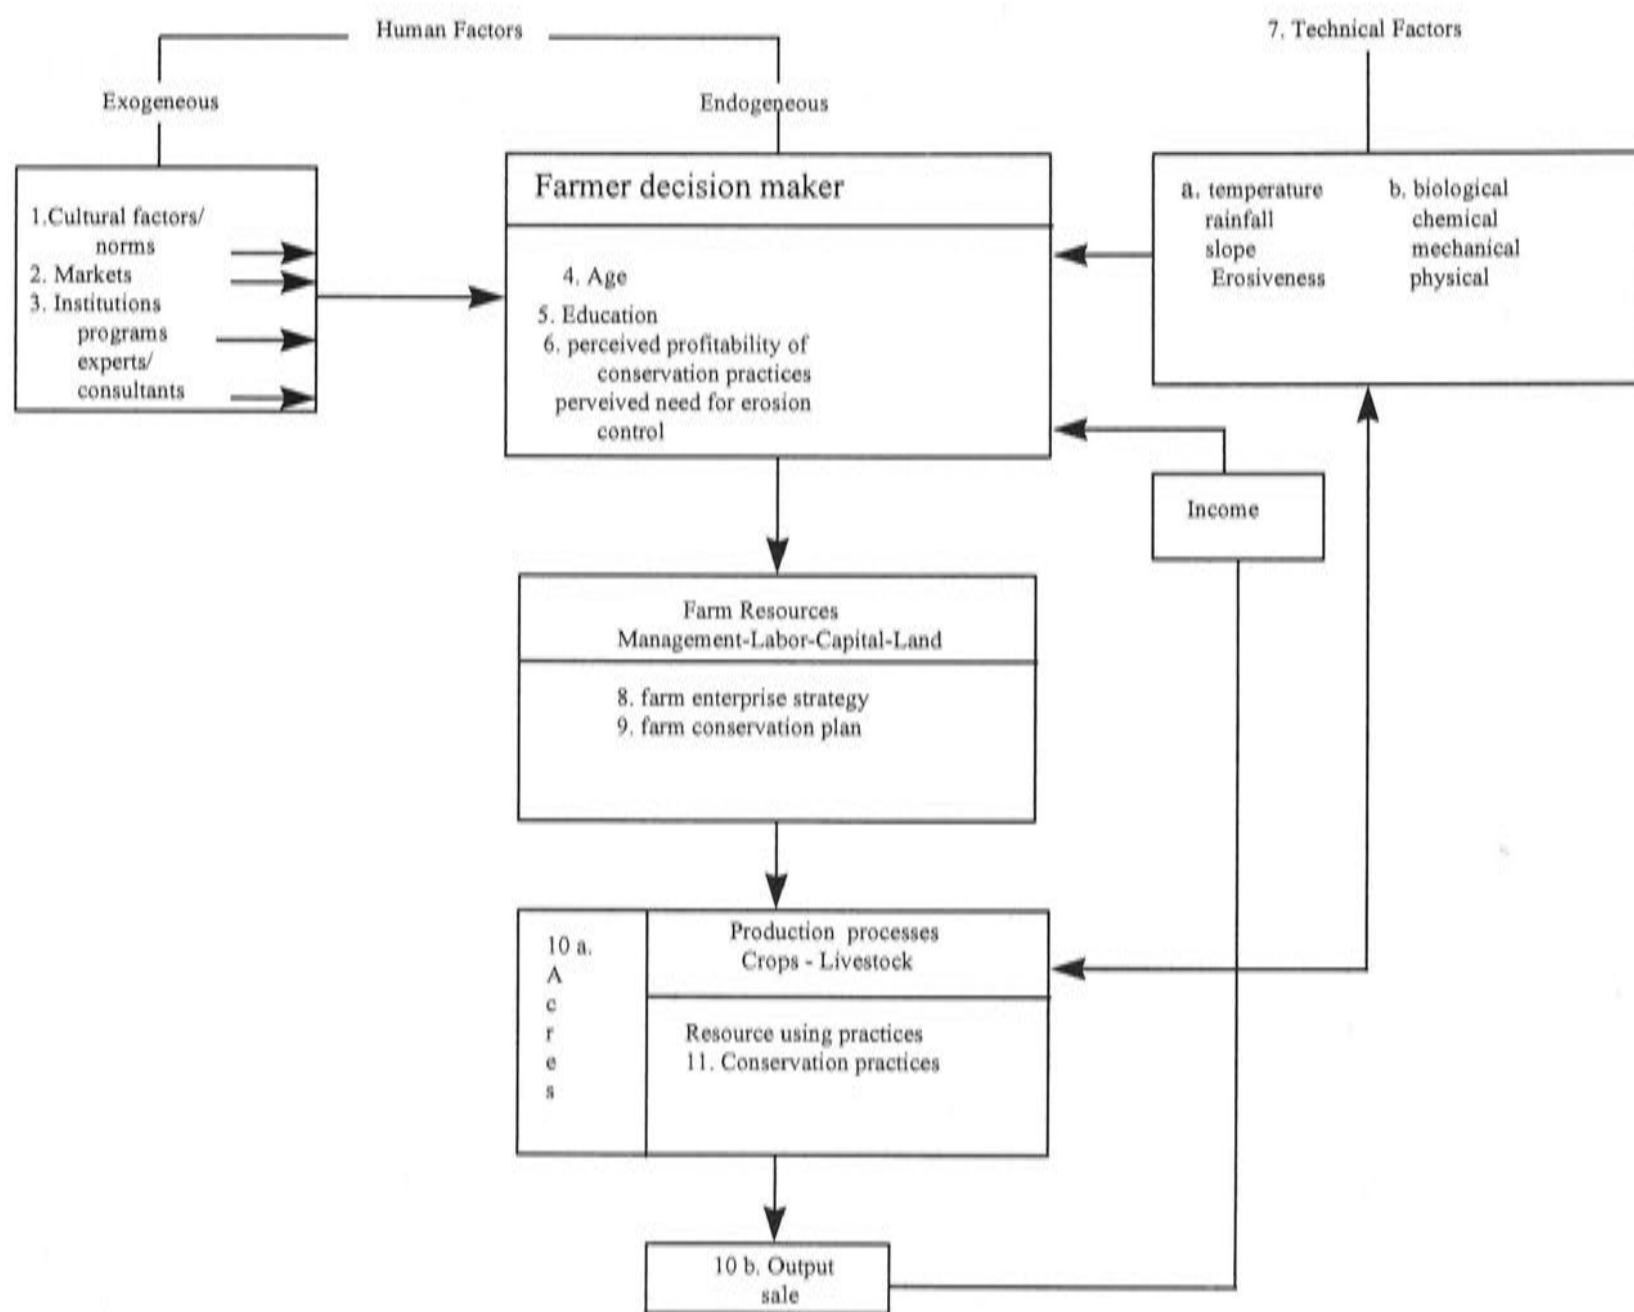 Human Factors
7. Technical Factors
Exogeneous
Endogeneous
1.Cultural factors/
norms
2. Markets
3. Institutions
programs
experts/
consultants
Farmer decision maker
4. Age
5. Education
6. perceived profitability of
conservation practices
perveived need for erosion
control
a. temperature
rainfall
slope
Erosiveness
b. biological
chemical
mechanical
physical
Income
Farm Resources
Management-Labor-Capital-Land
8. farm enterprise strategy
9. farm conservation plan
10 a.
A
c
r
e
s
Production processes
Crops - Livestock
Resource using practices
11. Conservation practices
10 b. Output
sale